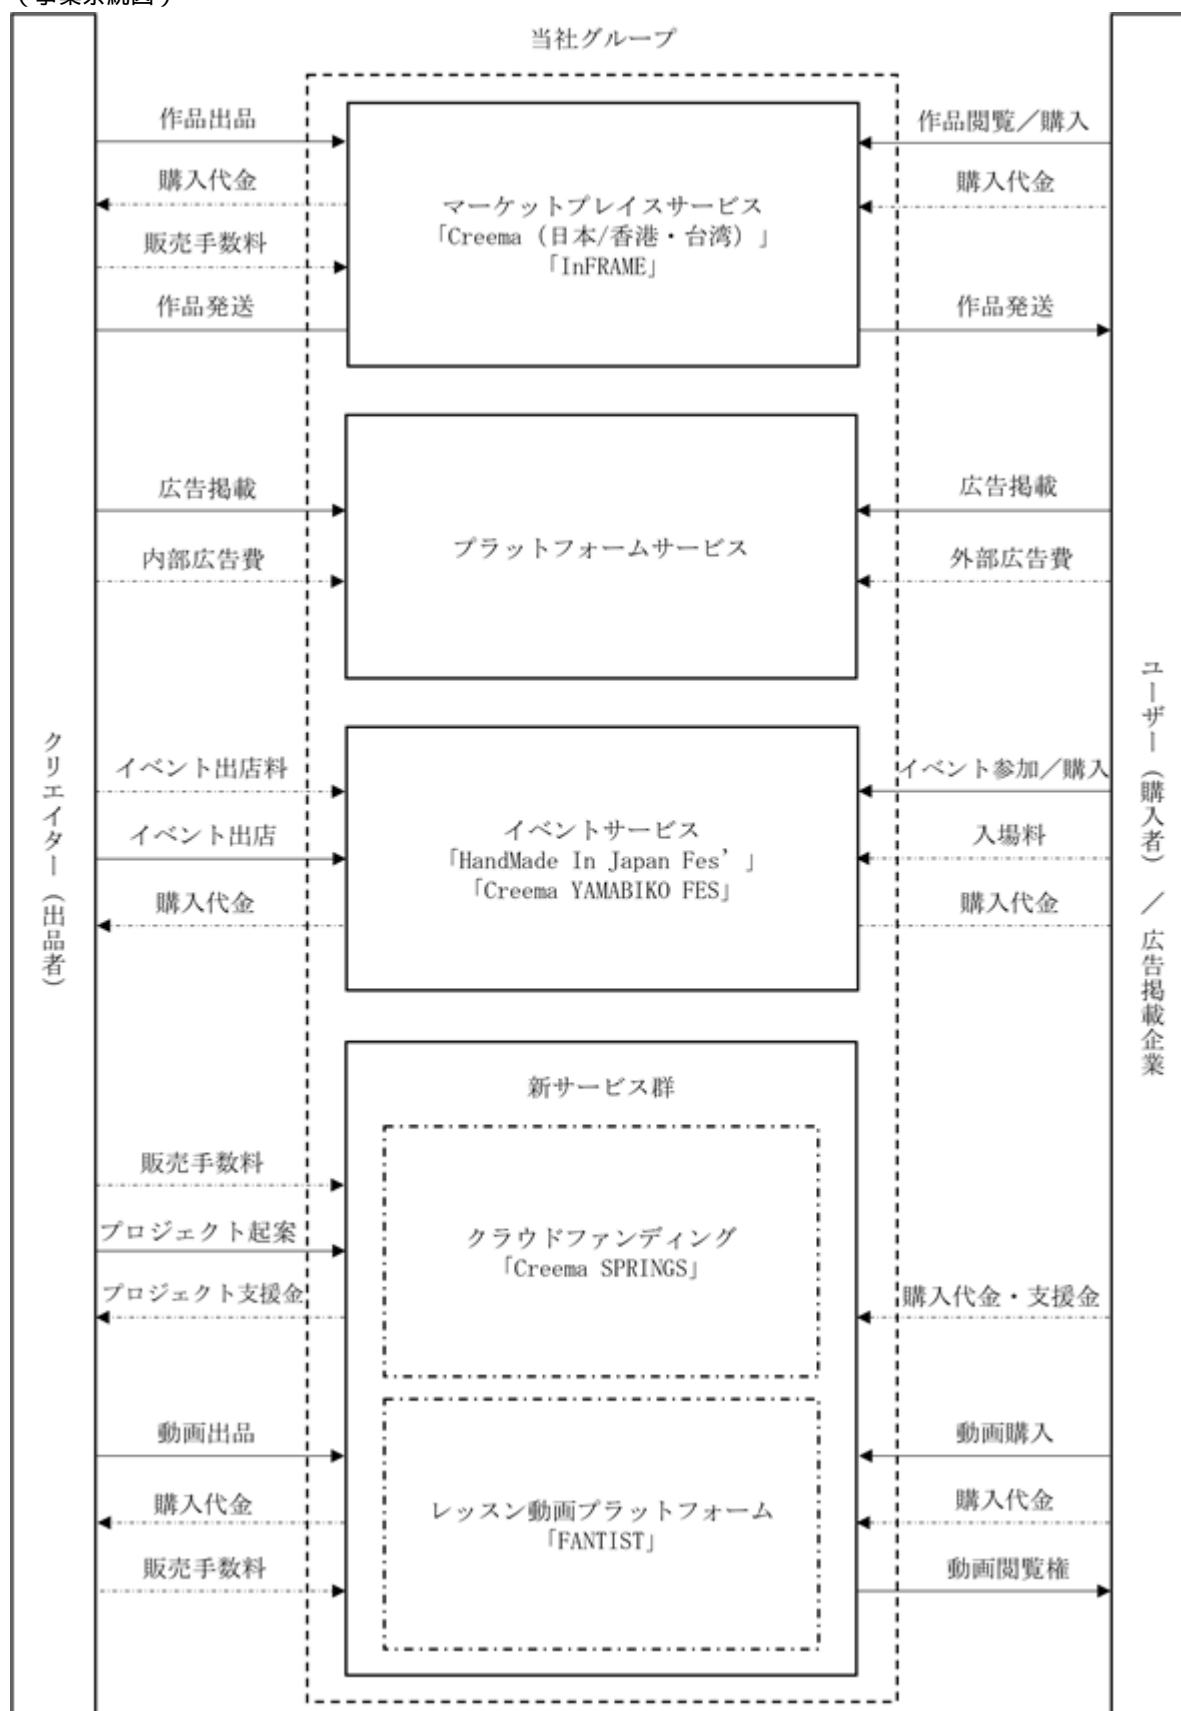 (事業系統図)
当社グループ
作品出品
購入代金
販売手数料
作品発送
マーケットプレイスサービス
「Creema (日本/香港・台湾)」
「InFRAME」
作品閲覧／購入
購入代金
作品発送
広告掲載
内部広告費
プラットフォームサービス
広告掲載
外部広告費
イベント出店料
イベント出店
購入代金
イベントサービス
「HandMade In Japan Fes’」
「Creema YAMABIKO FES」
イベント参加／購入
入場料
購入代金
クリエイター（出品者）
ユーザー（購入者）／広告掲載企業
新サービス群
販売手数料
プロジェクト起案
プロジェクト支援金
クラウドファンディング
「Creema SPRINGS」
購入代金・支援金
動画出品
購入代金
販売手数料
レッスン動画プラットフォーム
「FANTIST」
動画購入
購入代金
動画閲覧権